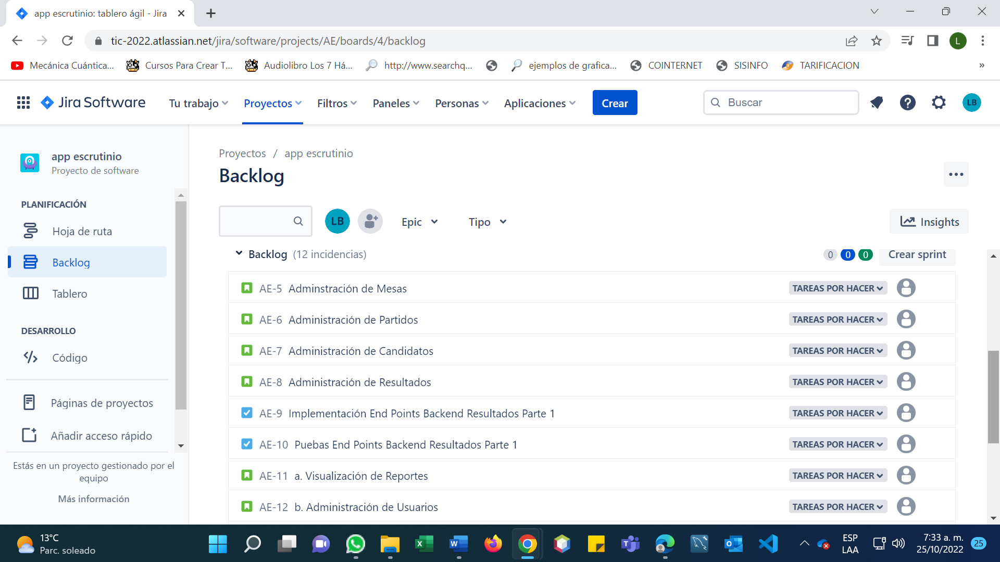 app escrutinio: tablero ágil - Jira
tic-2022.atlassian.net/jira/software/projects/AE/boards/4/backlog
L
Mecánica Cuántica...
Cursos Para Crear T...
Audiolibro Los 7 Há...
http://www.searchq...
ejemplos de grafica...
COINTERNET
SISINFO
TARIFICACION
»
Jira Software
Tu trabajo
Proyectos
Filtros
Paneles
Personas
Aplicaciones
Crear
Buscar
LB
app escrutinio
Proyecto de software
PLANIFICACIÓN
Hoja de ruta
Backlog
Tablero
DESARROLLO
Código
Páginas de proyectos
Añadir acceso rápido
Estás en un proyecto gestionado por el
equipo
Más información
Proyectos / app escrutinio
Backlog
LB
Epic
Tipo
Insights
Backlog (12 incidencias)
0 0 0
Crear sprint
AE-5 Adminstración de Mesas TAREAS POR HACER
AE-6 Administración de Partidos TAREAS POR HACER
AE-7 Administración de Candidatos TAREAS POR HACER
AE-8 Administración de Resultados TAREAS POR HACER
AE-9 Implementación End Points Backend Resultados Parte 1 TAREAS POR HACER
AE-10 Puebas End Points Backend Resultados Parte 1 TAREAS POR HACER
AE-11 a. Visualización de Reportes TAREAS POR HACER
AE-12 b. Administración de Usuarios TAREAS POR HACER
13°C
Parc. soleado
ESP
LAA
7:33 a. m.
25/10/2022
25